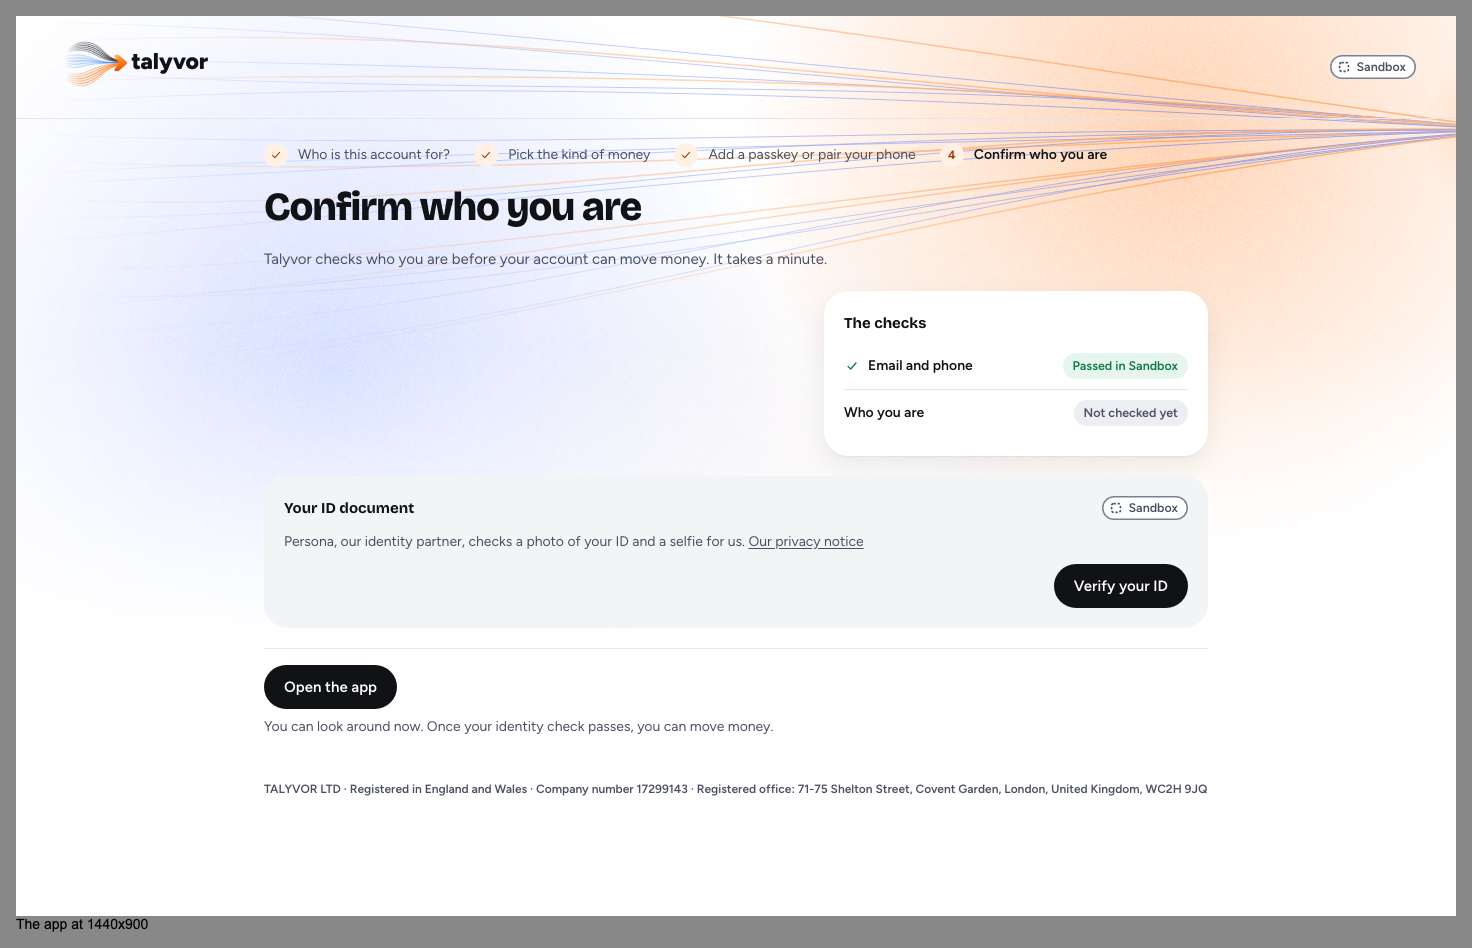 talyvor
Sandbox
Who is this account for?
Pick the kind of money
Add a passkey or pair your phone
4 Confirm who you are
Confirm who you are
Talyvor checks who you are before your account can move money. It takes a minute.
The checks
Email and phone
Passed in Sandbox
Who you are
Not checked yet
Your ID document
Sandbox
Persona, our identity partner, checks a photo of your ID and a selfie for us. Our privacy notice
Verify your ID
Open the app
You can look around now. Once your identity check passes, you can move money.
TALYVOR LTD · Registered in England and Wales · Company number 17299143 · Registered office: 71-75 Shelton Street, Covent Garden, London, United Kingdom, WC2H 9JQ
The app at 1440x900